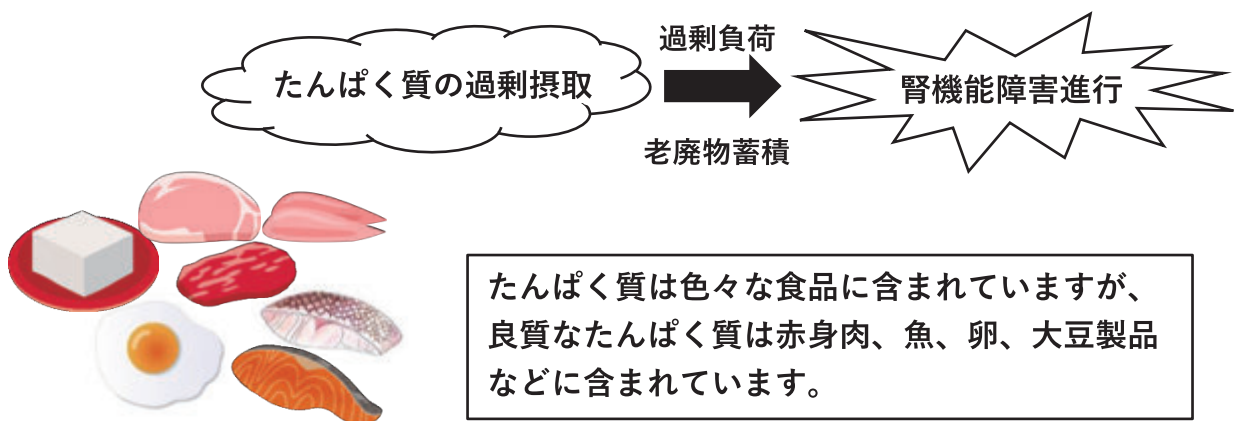 たんぱく質の過剰摂取
過剰負荷
老廃物蓄積
腎機能障害進行
たんぱく質は色々な食品に含まれていますが、
良質なたんぱく質は赤身肉、魚、卵、大豆製品
などに含まれています。